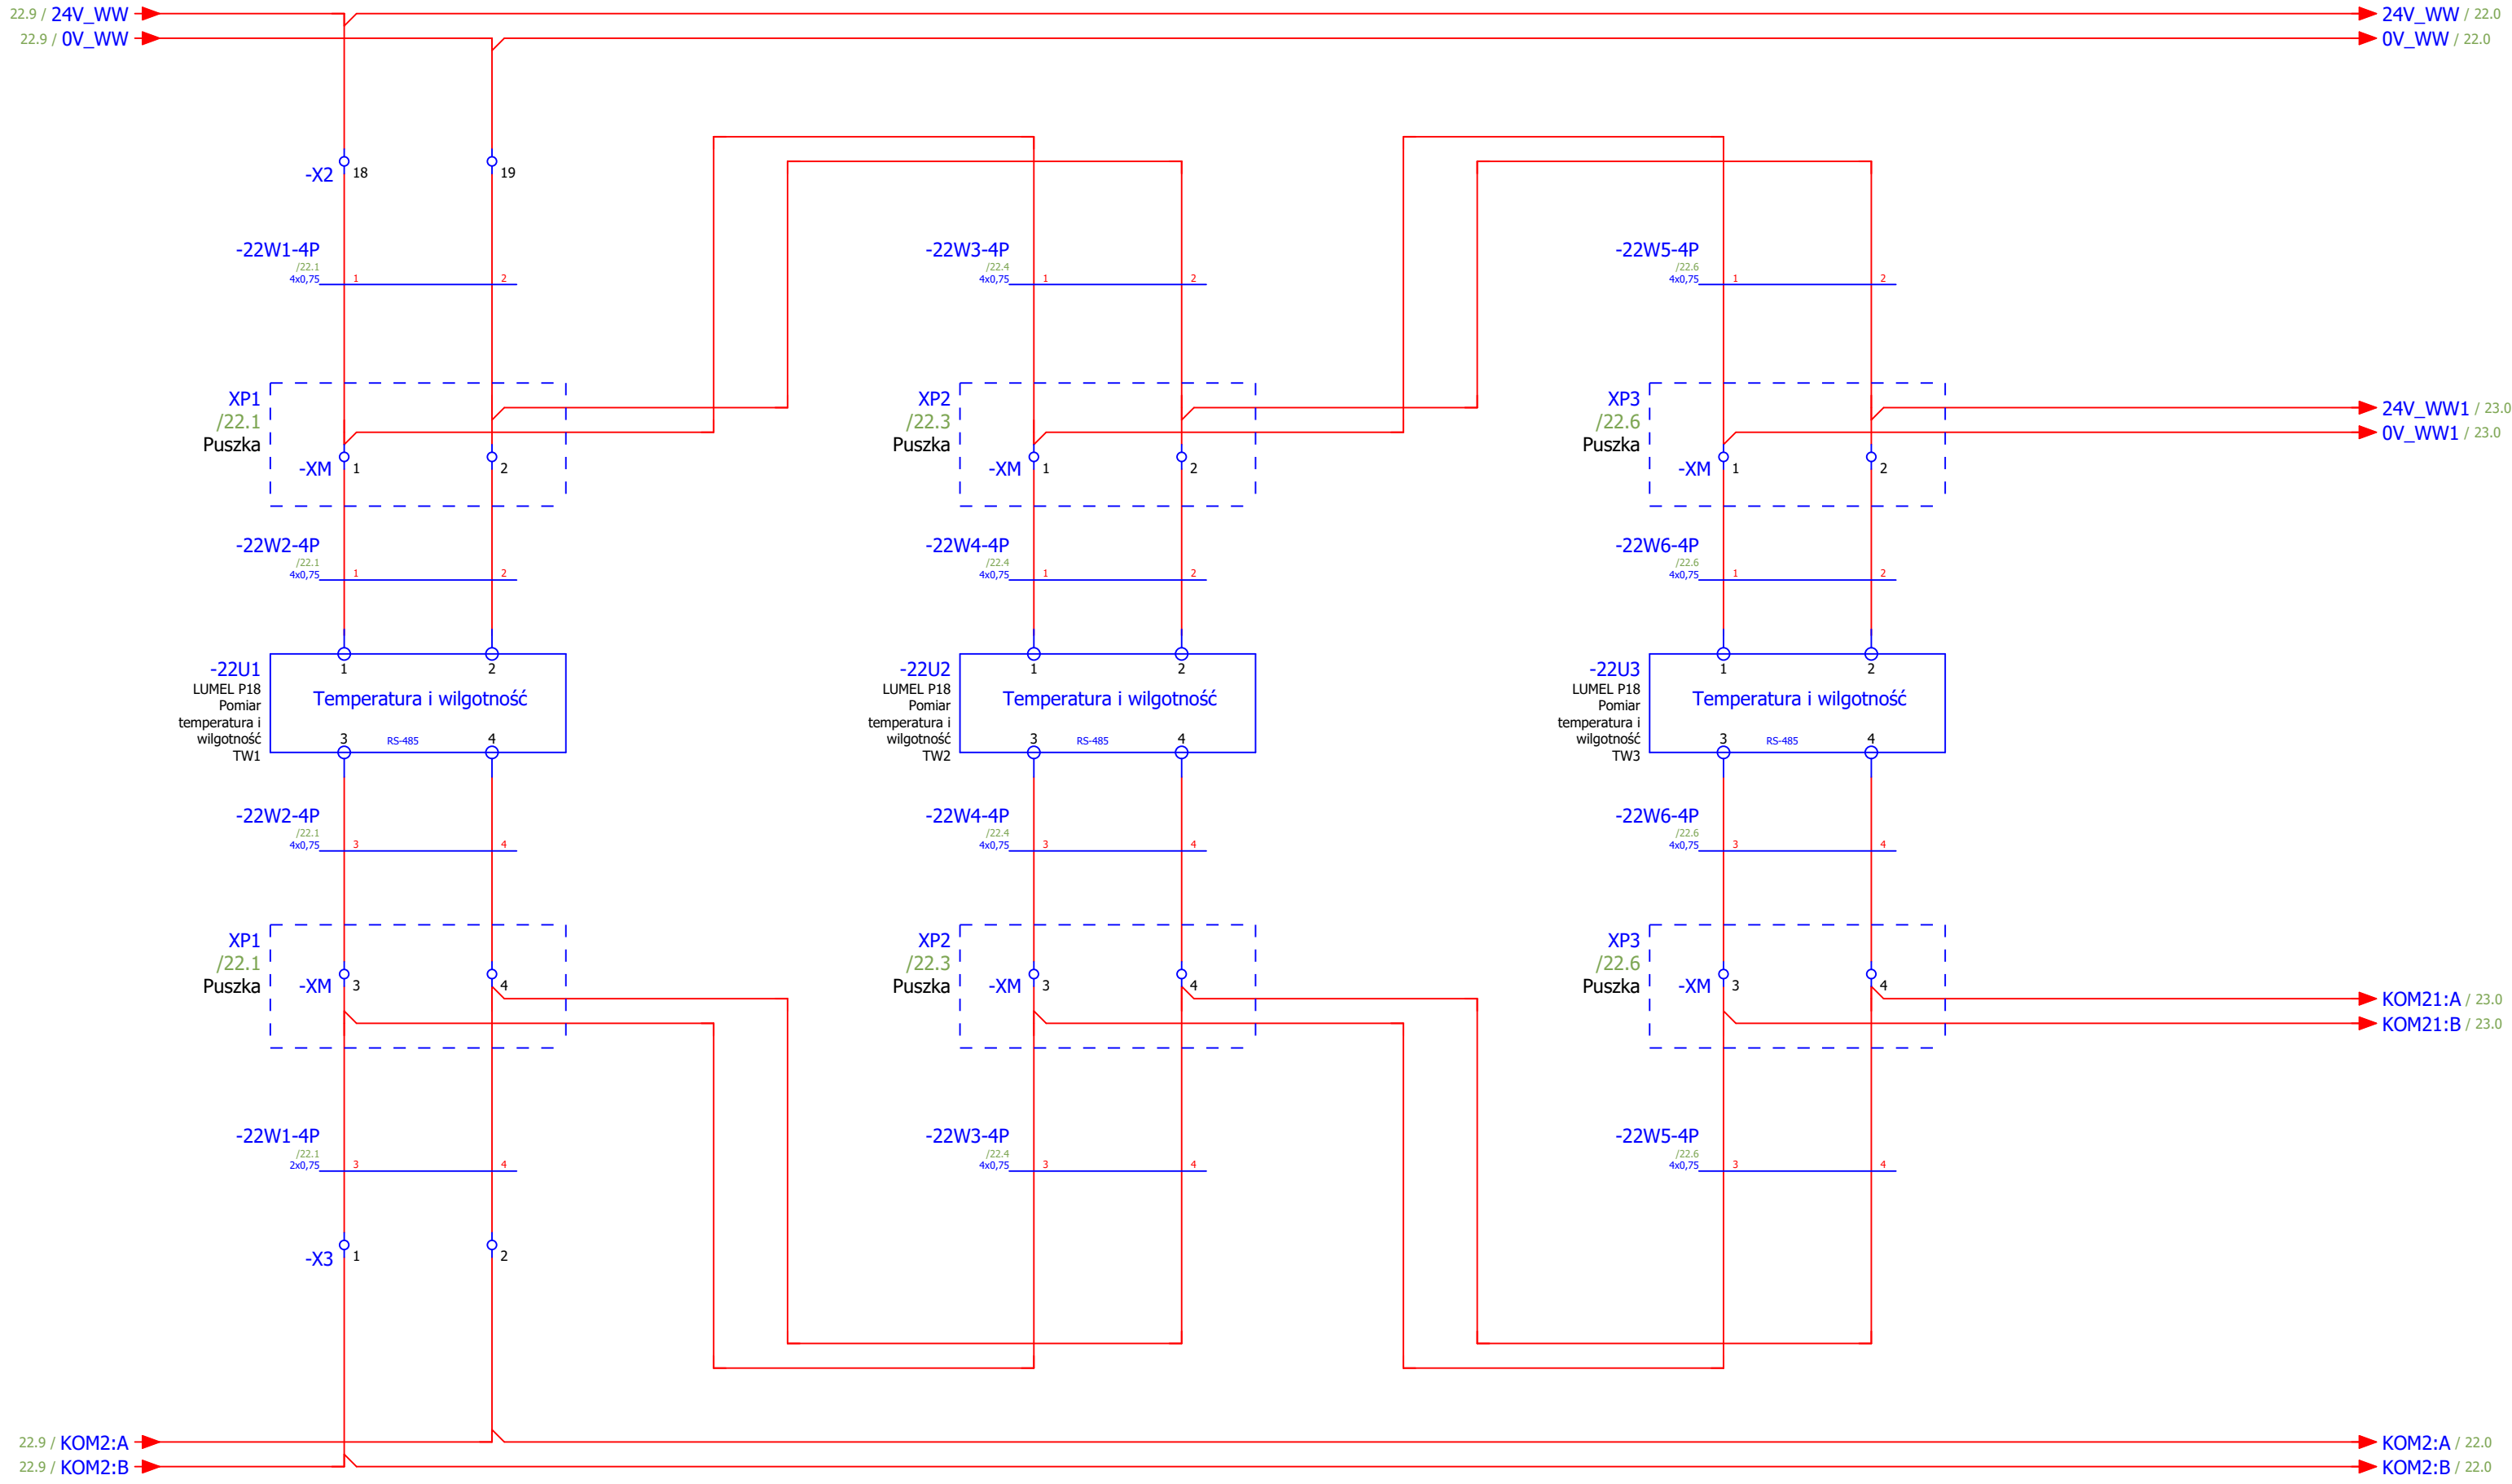 22.9 / 24V_WW
24V_WW / 22.0
22.9 / 0V_WW
0V_WW / 22.0
-X2
18
19
-22W1-4P
/22.1
4x0,75
1
2
-22W3-4P
/22.4
4x0,75
1
2
-22W5-4P
/22.6
4x0,75
1
2
XP1
/22.1
Puszka
-XM
1
2
XP2
/22.3
Puszka
-XM
1
2
XP3
/22.6
Puszka
-XM
1
2
24V_WW1 / 23.0
0V_WW1 / 23.0
-22W2-4P
/22.1
4x0,75
1
2
-22W4-4P
/22.4
4x0,75
1
2
-22W6-4P
/22.6
4x0,75
1
2
-22U1
LUMEL P18
Pomiar
temperatura i
wilgotność
TW1
1
2
Temperatura i wilgotność
3
RS-485
4
-22U2
LUMEL P18
Pomiar
temperatura i
wilgotność
TW2
1
2
Temperatura i wilgotność
3
RS-485
4
-22U3
LUMEL P18
Pomiar
temperatura i
wilgotność
TW3
1
2
Temperatura i wilgotność
3
RS-485
4
-22W2-4P
/22.1
4x0,75
3
4
-22W4-4P
/22.4
4x0,75
3
4
-22W6-4P
/22.6
4x0,75
3
4
XP1
/22.1
Puszka
-XM
3
4
XP2
/22.3
Puszka
-XM
3
4
XP3
/22.6
Puszka
-XM
3
4
KOM21:A / 23.0
KOM21:B / 23.0
-22W1-4P
/22.1
2x0,75
3
4
-22W3-4P
/22.4
4x0,75
3
4
-22W5-4P
/22.6
4x0,75
3
4
-X3
1
2
22.9 / KOM2:A
KOM2:A / 22.0
22.9 / KOM2:B
KOM2:B / 22.0